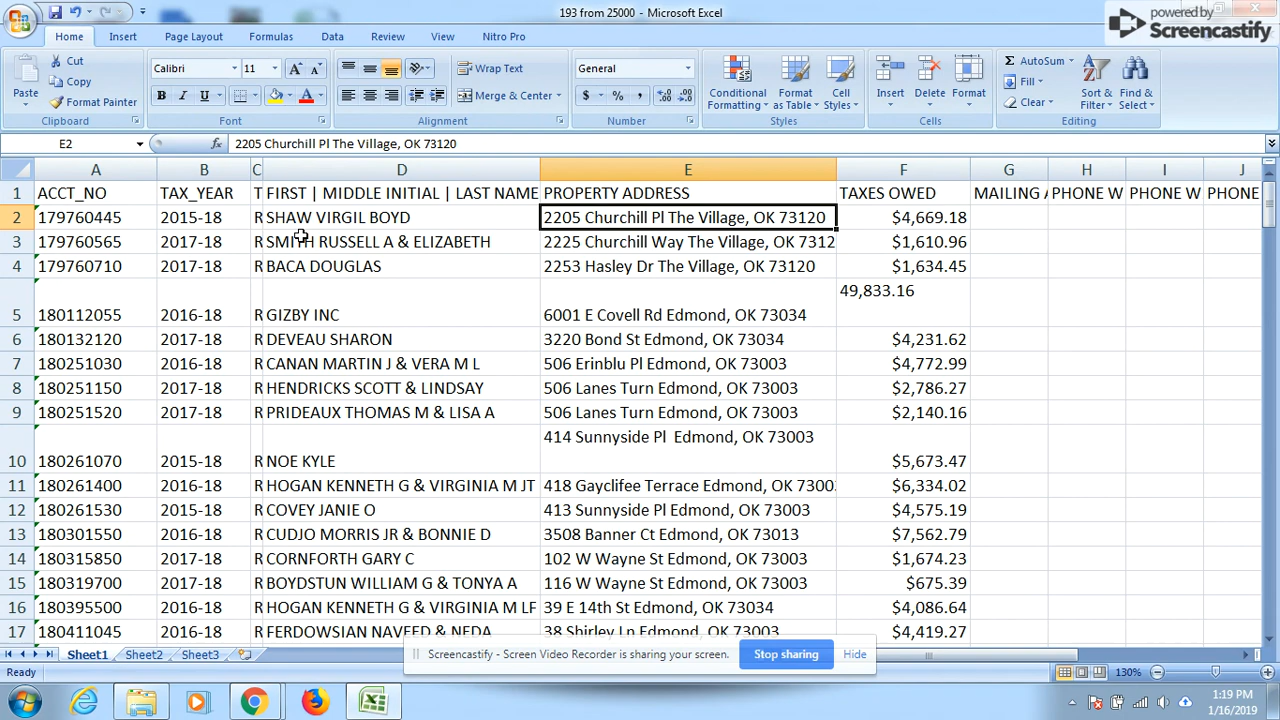 193 from 25000 - Microsoft Excel
powered by
Screencastify
Home Insert Page Layout Formulas Data Review View Nitro Pro
Paste
Cut
Copy
Format Painter
Clipboard
Calibri 11
B I U
Font
Wrap Text
Merge & Center
Alignment
General
$ % ,
Number
Conditional Formatting
Format as Table
Cell Styles
Styles
Insert Delete Format
Cells
AutoSum
Fill
Clear
Sort & Filter
Find & Select
Editing
E2 fx 2205 Churchill Pl The Village, OK 73120
A B C D E F G H I J
1 ACCT_NO TAX_YEAR T FIRST | MIDDLE INITIAL | LAST NAME PROPERTY ADDRESS TAXES OWED MAILING A PHONE W PHONE W PHONE
2 179760445 2015-18 R SHAW VIRGIL BOYD 2205 Churchill Pl The Village, OK 73120 $4,669.18
3 179760565 2017-18 R SMITH RUSSELL A & ELIZABETH 2225 Churchill Way The Village, OK 7312 $1,610.96
4 179760710 2017-18 R BACA DOUGLAS 2253 Hasley Dr The Village, OK 73120 $1,634.45
49,833.16
5 180112055 2016-18 R GIZBY INC 6001 E Covell Rd Edmond, OK 73034
6 180132120 2016-18 R DEVEAU SHARON 3220 Bond St Edmond, OK 73034 $4,231.62
7 180251030 2016-18 R CANAN MARTIN J & VERA M L 506 Erinblu Pl Edmond, OK 73003 $4,772.99
8 180251150 2017-18 R HENDRICKS SCOTT & LINDSAY 506 Lanes Turn Edmond, OK 73003 $2,786.27
9 180251520 2017-18 R PRIDEAUX THOMAS M & LISA A 506 Lanes Turn Edmond, OK 73003 $2,140.16
414 Sunnyside Pl  Edmond, OK 73003
10 180261070 2015-18 R NOE KYLE $5,673.47
11 180261400 2016-18 R HOGAN KENNETH G & VIRGINIA M JT 418 Gayclifee Terrace Edmond, OK 73003 $6,334.02
12 180261530 2016-18 R COVEY JANIE O 413 Sunnyside Pl Edmond, OK 73003 $4,575.19
13 180301550 2016-18 R CUDJO MORRIS JR & BONNIE D 3508 Banner Ct Edmond, OK 73013 $7,562.79
14 180315850 2017-18 R CORNFORTH GARY C 102 W Wayne St Edmond, OK 73003 $1,674.23
15 180319700 2017-18 R BOYDSTUN WILLIAM G & TONYA A 116 W Wayne St Edmond, OK 73003 $675.39
16 180395500 2016-18 R HOGAN KENNETH G & VIRGINIA M LF 39 E 14th St Edmond, OK 73034 $4,086.64
17 180411045 2016-18 R FERDOWSIAN NAVEED & NEDA 38 Shirley Ln Edmond, OK 73003 $4,419.27
Sheet1 Sheet2 Sheet3
Screencastify - Screen Video Recorder is sharing your screen. Stop sharing Hide
Ready 130%
1:19 PM
1/16/2019